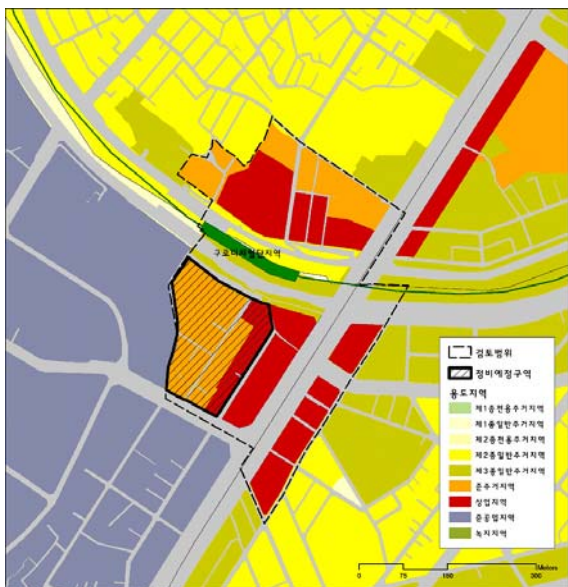 구로디지털단지역
검토범위
정비예정구역
용도지역
제1종전용주거지역
제1종일반주거지역
제2종전용주거지역
제2종일반주거지역
제3종일반주거지역
준주거지역
상업지역
준공업지역
녹지지역
Meters
0 75 150 300